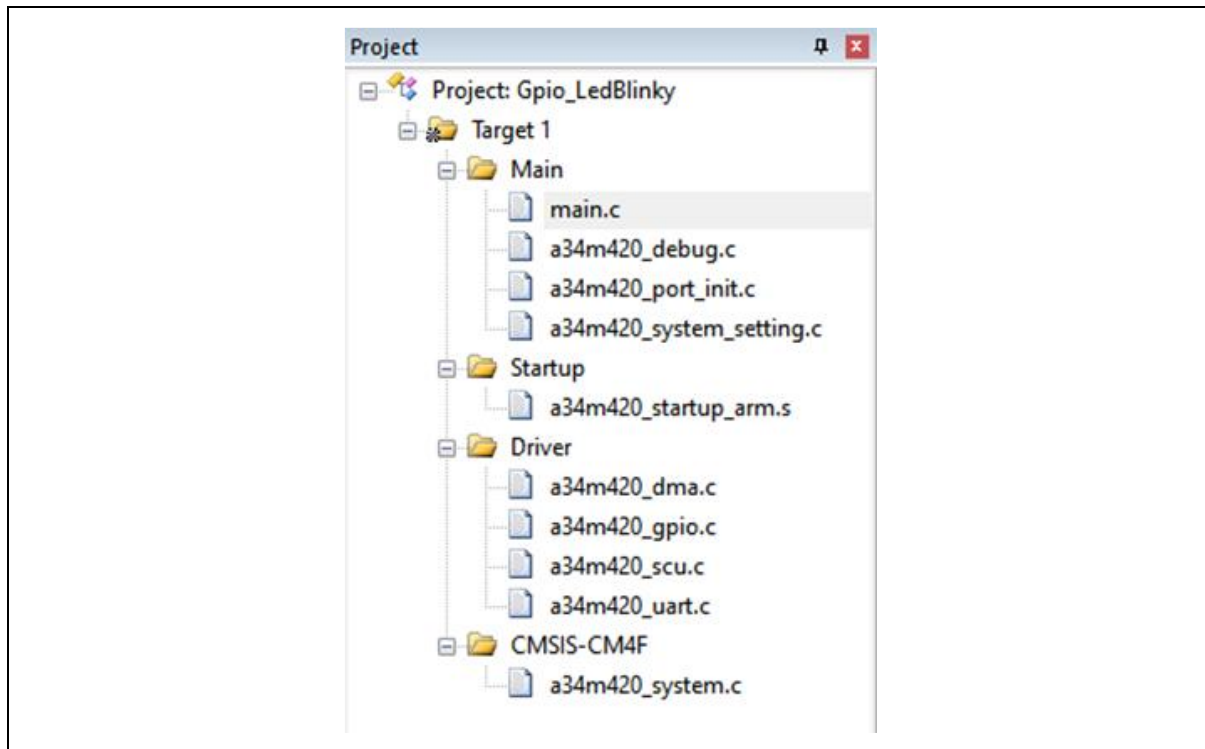 Project
Project: Gpio_LedBlinky
Target 1
Main
main.c
a34m420_debug.c
a34m420_port_init.c
a34m420_system_setting.c
Startup
a34m420_startup_arm.s
Driver
a34m420_dma.c
a34m420_gpio.c
a34m420_scu.c
a34m420_uart.c
CMSIS-CM4F
a34m420_system.c